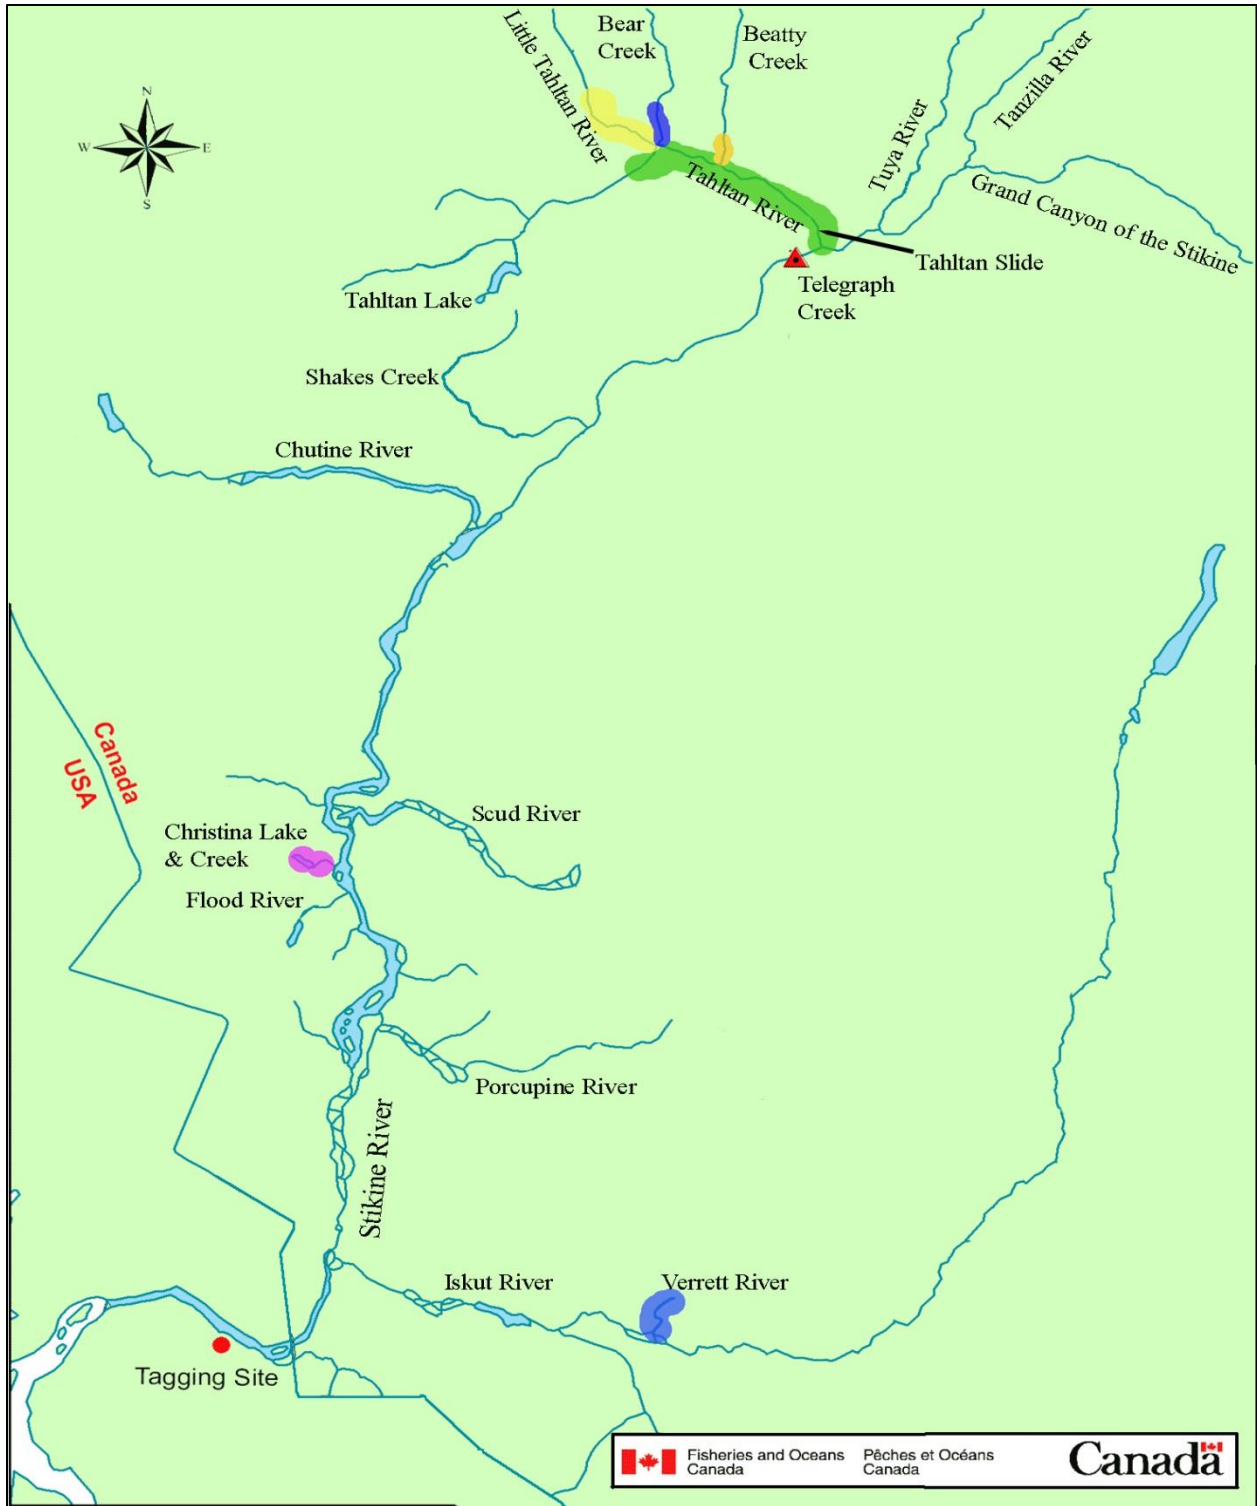 Little Tahltan River
Bear
Creek
Beatty
Creek
Tuya River
Tanzilla River
N
W
E
S
Tahltan River
Grand Canyon of the Stikine
Tahltan Slide
Telegraph
Creek
Tahltan Lake
Shakes Creek
Chutine River
Canada
USA
Scud River
Christina Lake
& Creek
Flood River
Porcupine River
Stikine River
Iskut River
Verrett River
Tagging Site
Fisheries and Oceans
Canada
Pêches et Océans
Canada
Canada